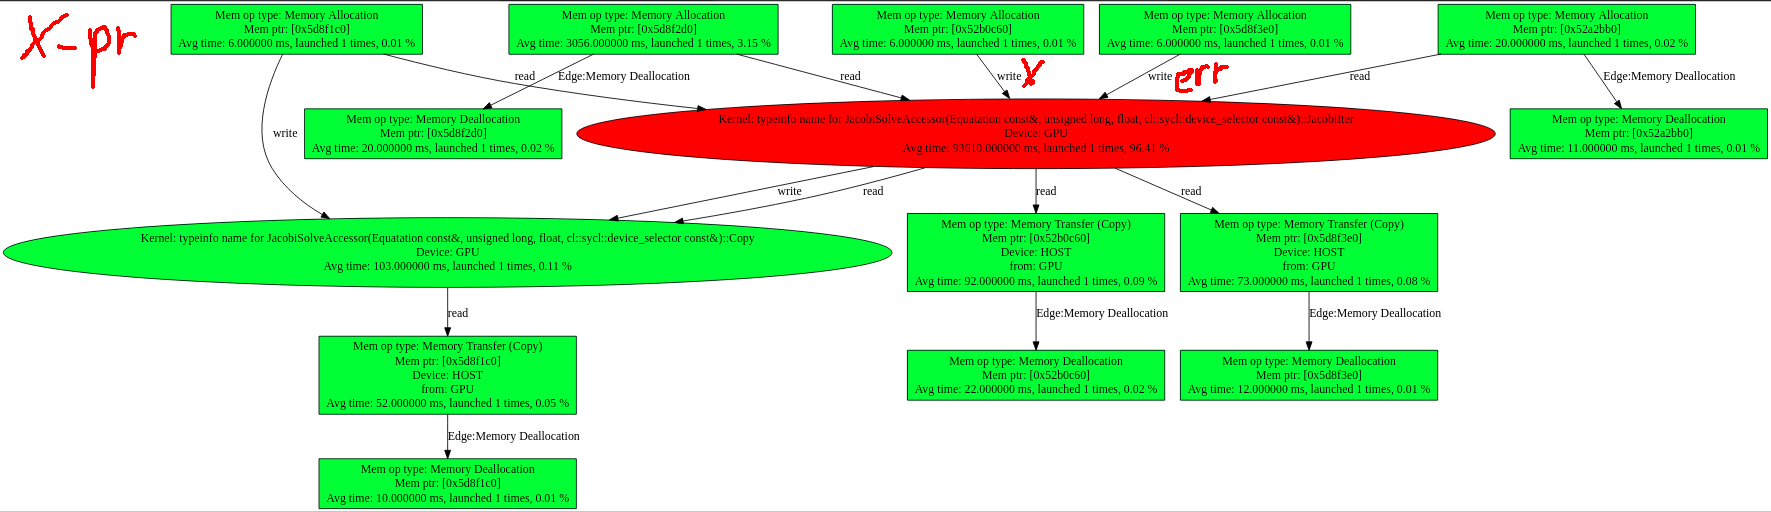 x-pr
Mem op type: Memory Allocation
Mem ptr: [0x5d8f1c0]
Avg time: 6.000000 ms, launched 1 times, 0.01 %
Mem op type: Memory Allocation
Mem ptr: [0x5d8f2d0]
Avg time: 3056.000000 ms, launched 1 times, 3.15 %
Mem op type: Memory Allocation
Mem ptr: [0x52b0c60]
Avg time: 6.000000 ms, launched 1 times, 0.01 %
Mem op type: Memory Allocation
Mem ptr: [0x5d8f3e0]
Avg time: 6.000000 ms, launched 1 times, 0.01 %
Mem op type: Memory Allocation
Mem ptr: [0x52a2bb0]
Avg time: 20.000000 ms, launched 1 times, 0.02 %
read
Edge:Memory Deallocation
read
write
x
write
err
read
Edge:Memory Deallocation
write
Mem op type: Memory Deallocation
Mem ptr: [0x5d8f2d0]
Avg time: 20.000000 ms, launched 1 times, 0.02 %
Kernel: typeinfo name for JacobiSolveAccessor(Equatation const&, unsigned long, float, cl::sycl::device_selector const&)::JacobiIter
Device: GPU
Avg time: 93610.000000 ms, launched 1 times, 96.41 %
Mem op type: Memory Deallocation
Mem ptr: [0x52a2bb0]
Avg time: 11.000000 ms, launched 1 times, 0.01 %
write
read
read
read
Kernel: typeinfo name for JacobiSolveAccessor(Equatation const&, unsigned long, float, cl::sycl::device_selector const&)::Copy
Device: GPU
Avg time: 103.000000 ms, launched 1 times, 0.11 %
Mem op type: Memory Transfer (Copy)
Mem ptr: [0x52b0c60]
Device: HOST
from: GPU
Avg time: 92.000000 ms, launched 1 times, 0.09 %
Mem op type: Memory Transfer (Copy)
Mem ptr: [0x5d8f3e0]
Device: HOST
from: GPU
Avg time: 73.000000 ms, launched 1 times, 0.08 %
read
Edge:Memory Deallocation
Edge:Memory Deallocation
Mem op type: Memory Transfer (Copy)
Mem ptr: [0x5d8f1c0]
Device: HOST
from: GPU
Avg time: 52.000000 ms, launched 1 times, 0.05 %
Mem op type: Memory Deallocation
Mem ptr: [0x52b0c60]
Avg time: 22.000000 ms, launched 1 times, 0.02 %
Mem op type: Memory Deallocation
Mem ptr: [0x5d8f3e0]
Avg time: 12.000000 ms, launched 1 times, 0.01 %
Edge:Memory Deallocation
Mem op type: Memory Deallocation
Mem ptr: [0x5d8f1c0]
Avg time: 10.000000 ms, launched 1 times, 0.01 %